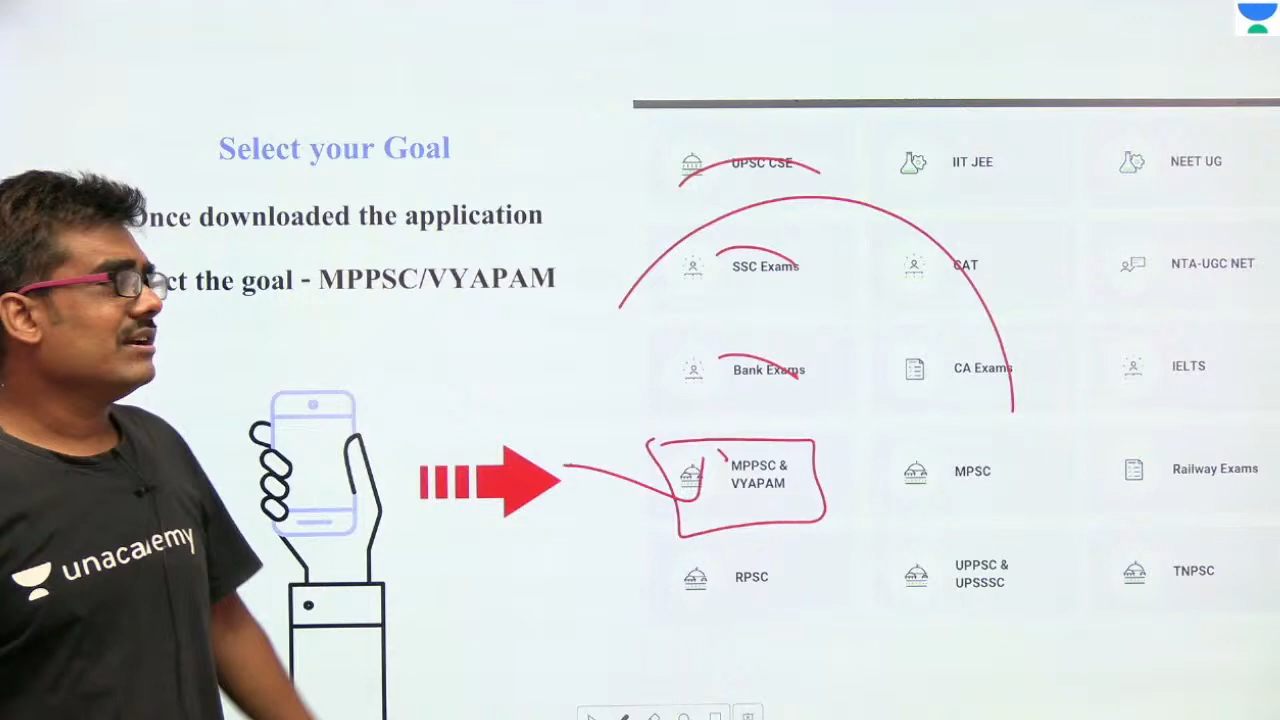 Select your Goal
Once downloaded the application
ct the goal - MPPSC/VYAPAM
UPSC CSE
IIT JEE
NEET UG
SSC Exams
CAT
NTA-UGC NET
Bank Exams
CA Exams
IELTS
MPPSC &
VYAPAM
MPSC
Railway Exams
RPSC
UPPSC &
UPSSSC
TNPSC
unacademy